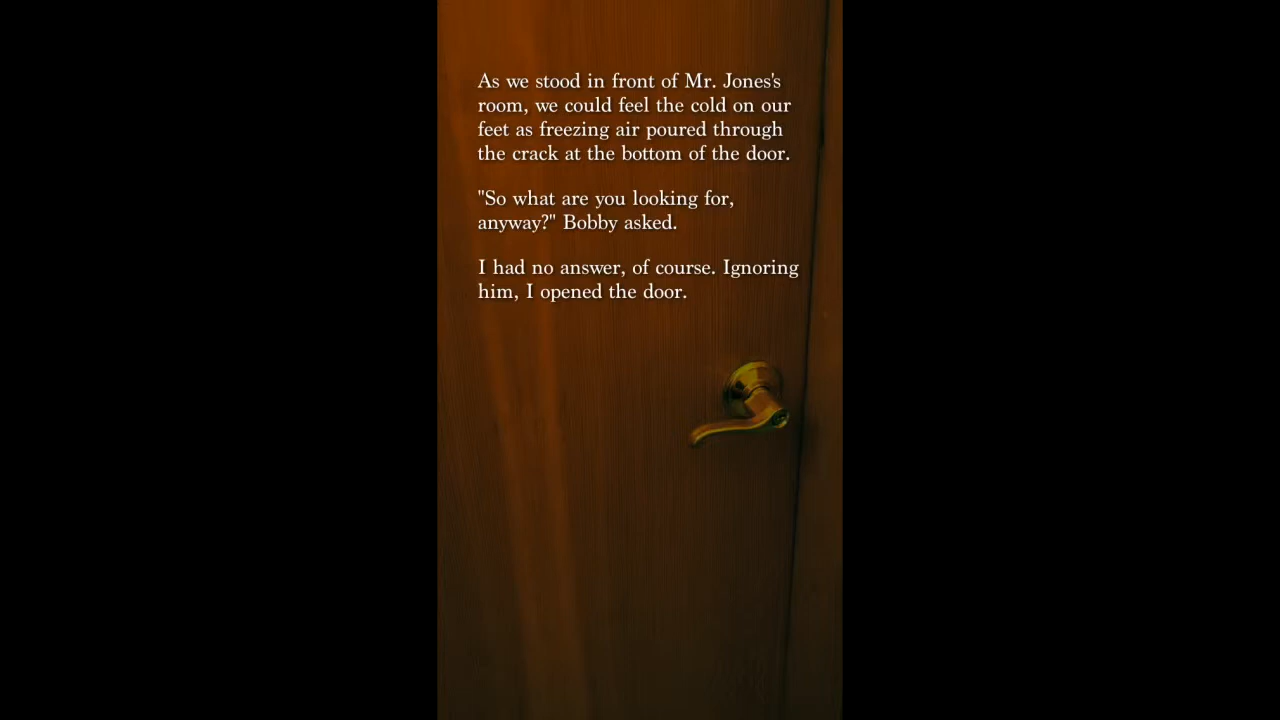 As we stood in front of Mr. Jones's
room, we could feel the cold on our
feet as freezing air poured through
the crack at the bottom of the door.
"So what are you looking for,
anyway?" Bobby asked.
I had no answer, of course. Ignoring
him, I opened the door.